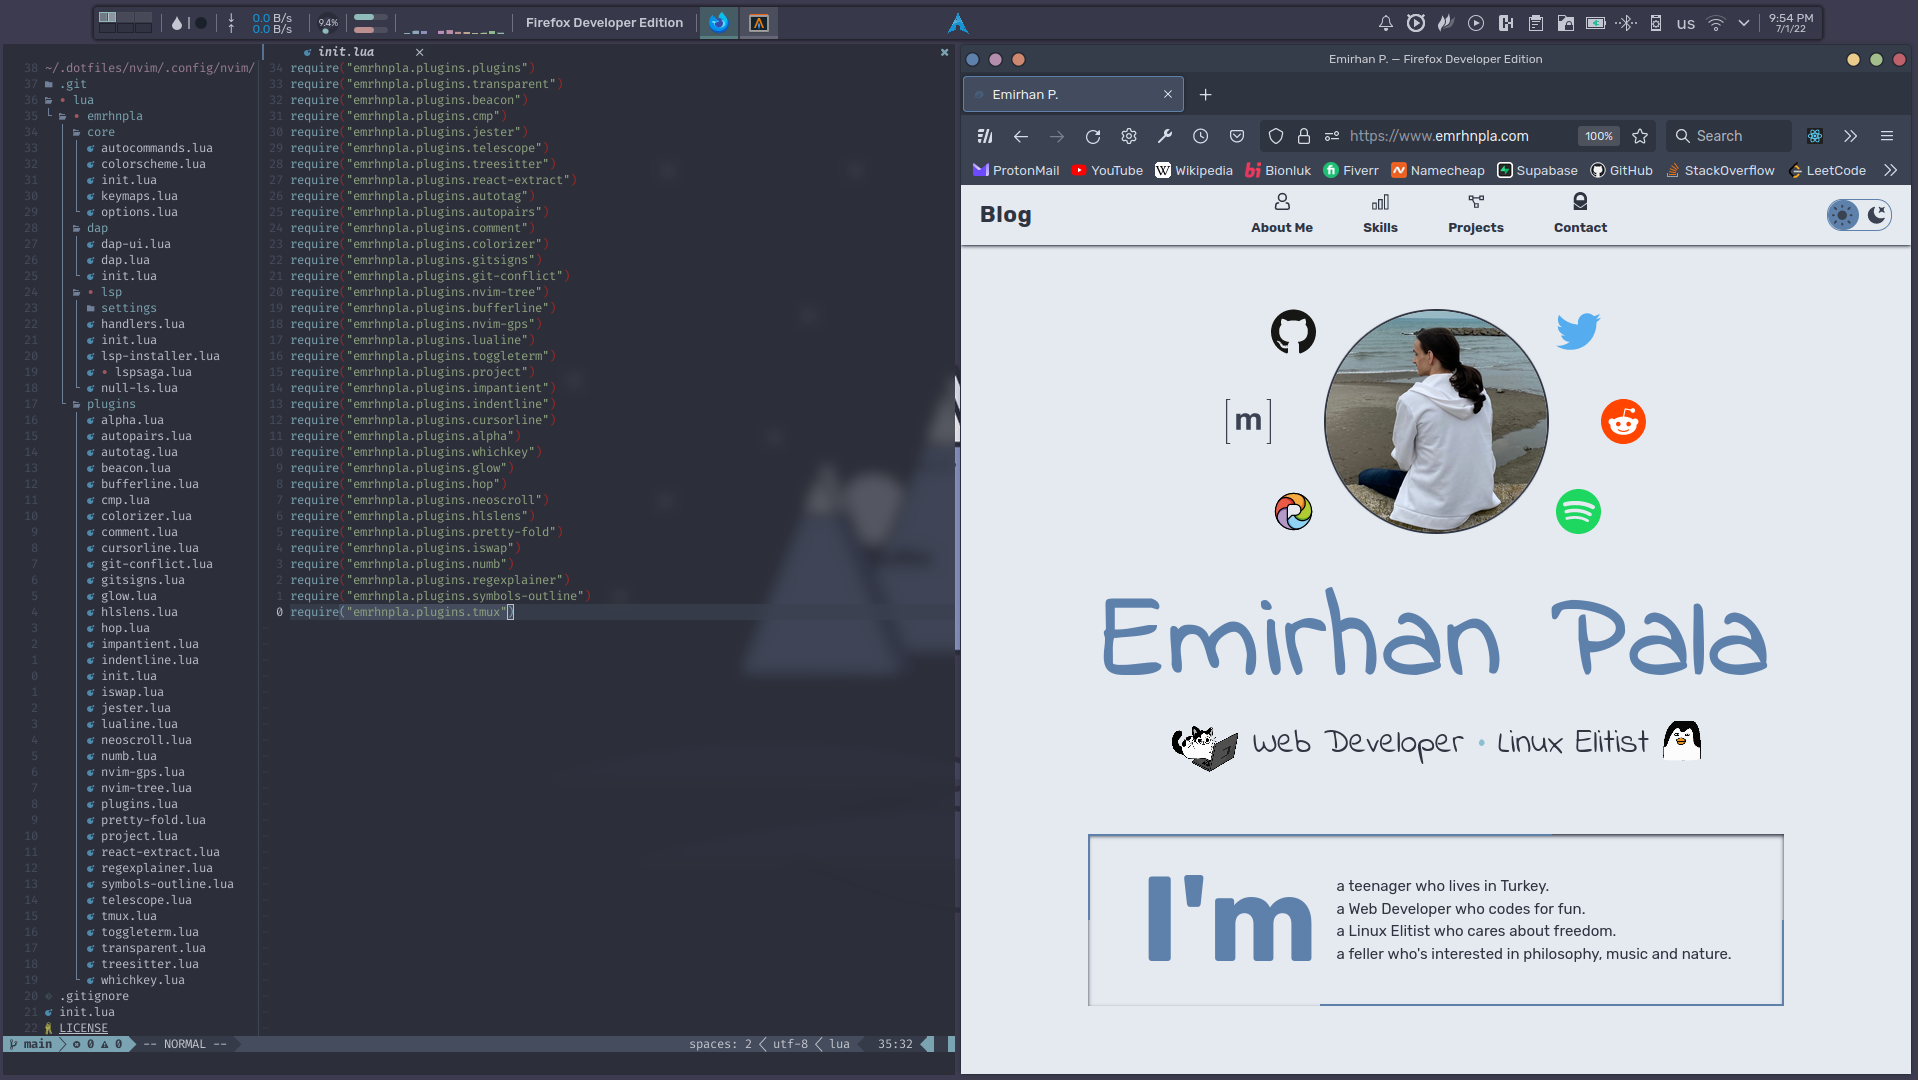 0.0 B/s
0.0 B/s
9.4%
Firefox Developer Edition
us
9:54 PM
7/1/22
init.lua
38 ~/.dotfiles/nvim/.config/nvim/
37 .git
36 lua
35 emrhnpla
34 core
33 autocommands.lua
32 colorscheme.lua
31 init.lua
30 keymaps.lua
29 options.lua
28 dap
27 dap-ui.lua
26 dap.lua
25 init.lua
24 lsp
23 settings
22 handlers.lua
21 init.lua
20 lsp-installer.lua
19 lspsaga.lua
18 null-ls.lua
17 plugins
16 alpha.lua
15 autopairs.lua
14 autotag.lua
13 beacon.lua
12 bufferline.lua
11 cmp.lua
10 colorizer.lua
9 comment.lua
8 cursorline.lua
7 git-conflict.lua
6 gitsigns.lua
5 glow.lua
4 hlslens.lua
3 hop.lua
2 impatient.lua
1 indentline.lua
0 init.lua
1 iswap.lua
2 jester.lua
3 lualine.lua
4 neoscroll.lua
5 numb.lua
6 nvim-gps.lua
7 nvim-tree.lua
8 plugins.lua
9 pretty-fold.lua
10 project.lua
11 react-extract.lua
12 regexplainer.lua
13 symbols-outline.lua
14 telescope.lua
15 tmux.lua
16 toggleterm.lua
17 transparent.lua
18 treesitter.lua
19 whichkey.lua
20 .gitignore
21 init.lua
22 LICENSE
34 require("emrhnpla.plugins.plugins")
33 require("emrhnpla.plugins.transparent")
32 require("emrhnpla.plugins.beacon")
31 require("emrhnpla.plugins.cmp")
30 require("emrhnpla.plugins.jester")
29 require("emrhnpla.plugins.telescope")
28 require("emrhnpla.plugins.treesitter")
27 require("emrhnpla.plugins.react-extract")
26 require("emrhnpla.plugins.autotag")
25 require("emrhnpla.plugins.autopairs")
24 require("emrhnpla.plugins.comment")
23 require("emrhnpla.plugins.colorizer")
22 require("emrhnpla.plugins.gitsigns")
21 require("emrhnpla.plugins.git-conflict")
20 require("emrhnpla.plugins.nvim-tree")
19 require("emrhnpla.plugins.bufferline")
18 require("emrhnpla.plugins.nvim-gps")
17 require("emrhnpla.plugins.lualine")
16 require("emrhnpla.plugins.toggleterm")
15 require("emrhnpla.plugins.project")
14 require("emrhnpla.plugins.impantient")
13 require("emrhnpla.plugins.indentline")
12 require("emrhnpla.plugins.cursorline")
11 require("emrhnpla.plugins.alpha")
10 require("emrhnpla.plugins.whichkey")
9 require("emrhnpla.plugins.glow")
8 require("emrhnpla.plugins.hop")
7 require("emrhnpla.plugins.neoscroll")
6 require("emrhnpla.plugins.hlslens")
5 require("emrhnpla.plugins.pretty-fold")
4 require("emrhnpla.plugins.iswap")
3 require("emrhnpla.plugins.numb")
2 require("emrhnpla.plugins.regexplainer")
1 require("emrhnpla.plugins.symbols-outline")
0 require("emrhnpla.plugins.tmux")
main 0 0 -- NORMAL -- spaces: 2 utf-8 lua 35:32
Emirhan P. — Firefox Developer Edition
Emirhan P.
https://www.emrhnpla.com 100% Search
ProtonMail YouTube Wikipedia Bionluk Fiverr Namecheap Supabase GitHub StackOverflow LeetCode
Blog
About Me Skills Projects Contact
[m]
Emirhan Pala
Web Developer • Linux Elitist
I'm
a teenager who lives in Turkey.
a Web Developer who codes for fun.
a Linux Elitist who cares about freedom.
a feller who's interested in philosophy, music and nature.